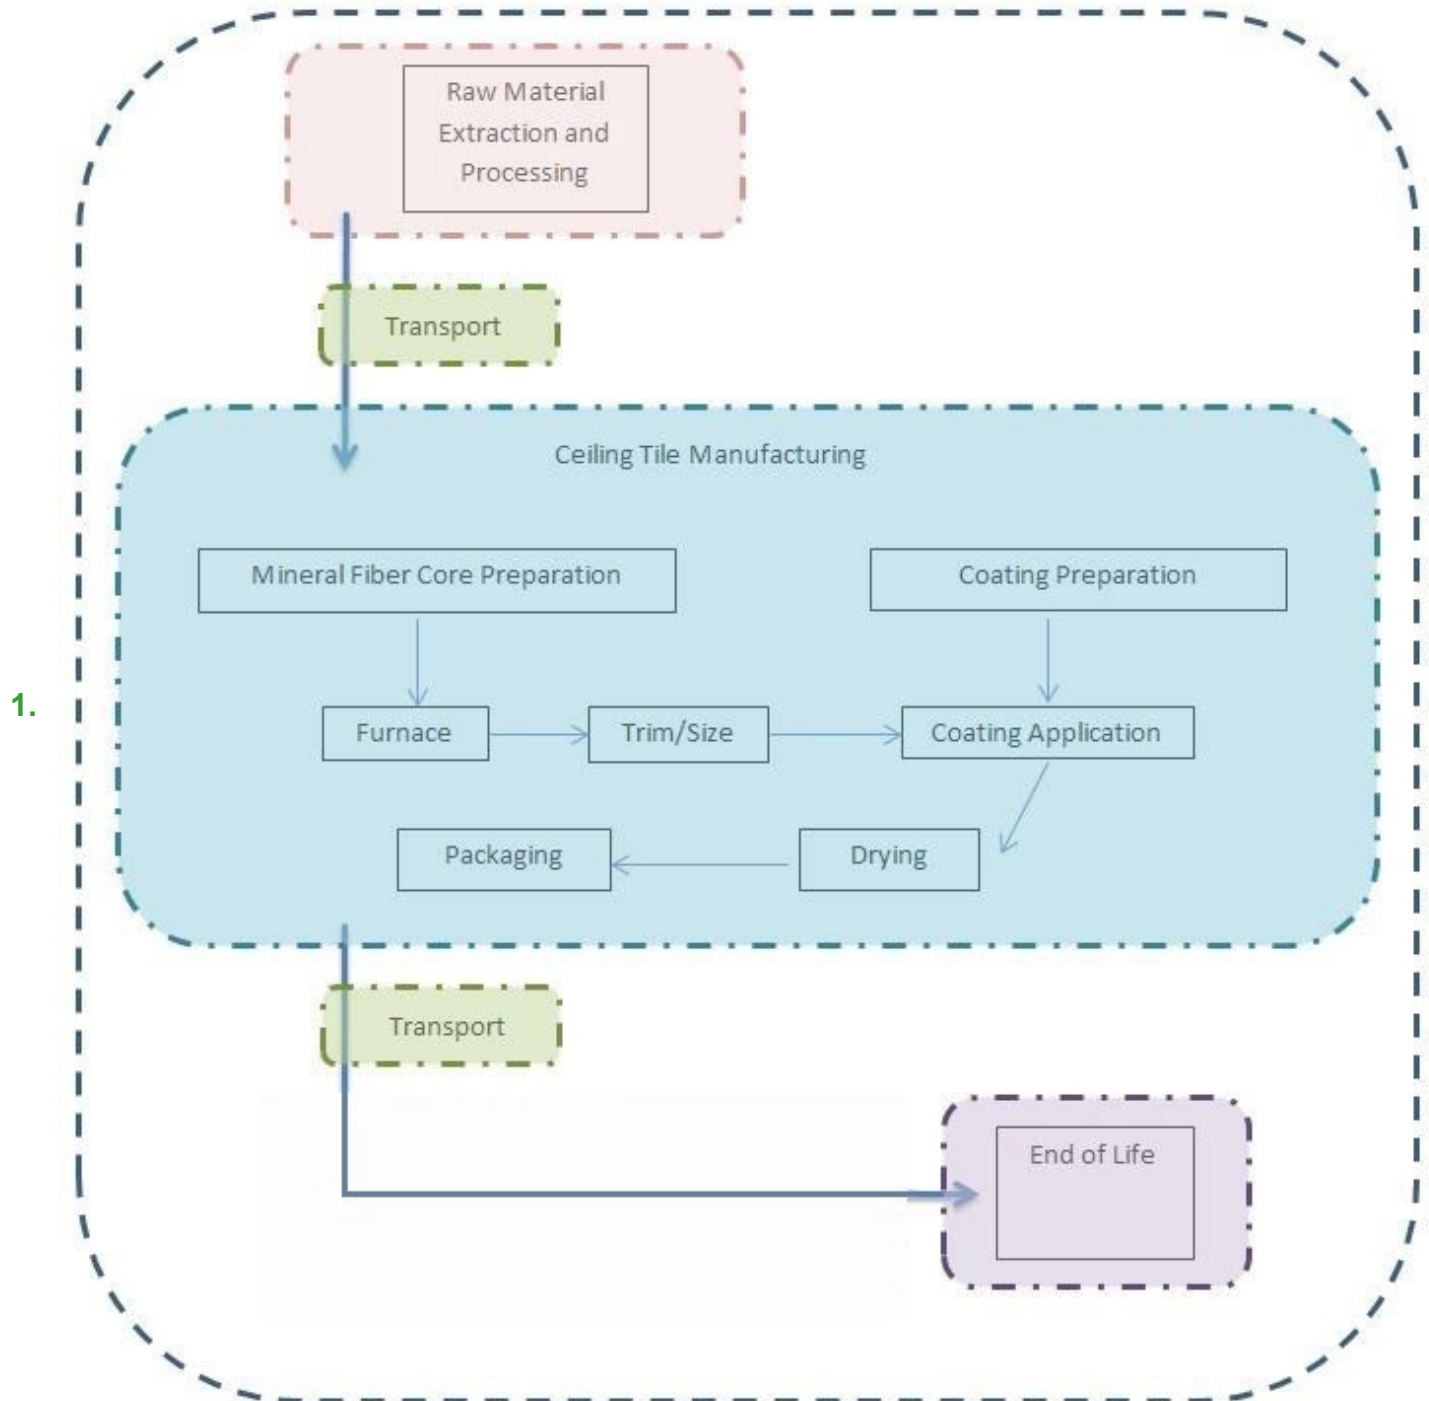 Raw Material
Extraction and
Processing
Transport
Ceiling Tile Manufacturing
Mineral Fiber Core Preparation
Coating Preparation
1.
Furnace
Trim/Size
Coating Application
Packaging
Drying
Transport
End of Life